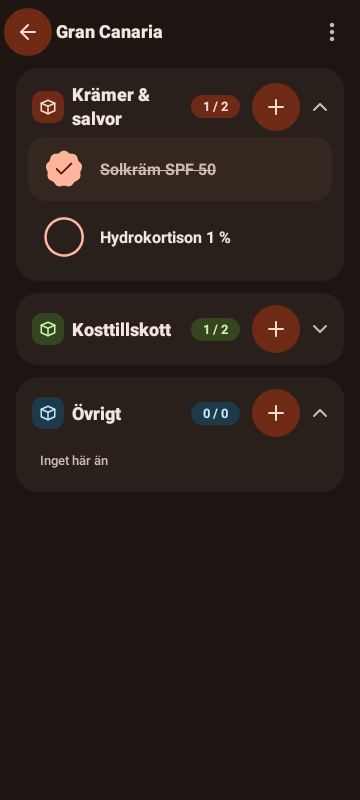 Gran Canaria
Krämer &
salvor
1 / 2
Solkräm SPF 50
Hydrokortison 1 %
Kosttillskott
1 / 2
Övrigt
0 / 0
Inget här än